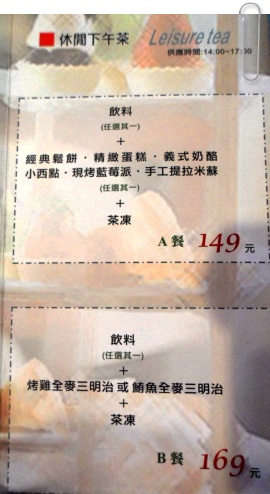 休閒下午茶 Leisure tea
供應時間:14:00~17:00
飲料
(任選其一)
+
經典鬆餅・精緻蛋糕・義式奶酪
小西點・現烤藍莓派・手工提拉米蘇
(任選其一)
+
茶凍
A餐 149元
飲料
(任選其一)
+
烤雞全麥三明治 或 鮪魚全麥三明治
+
茶凍
B餐 169元